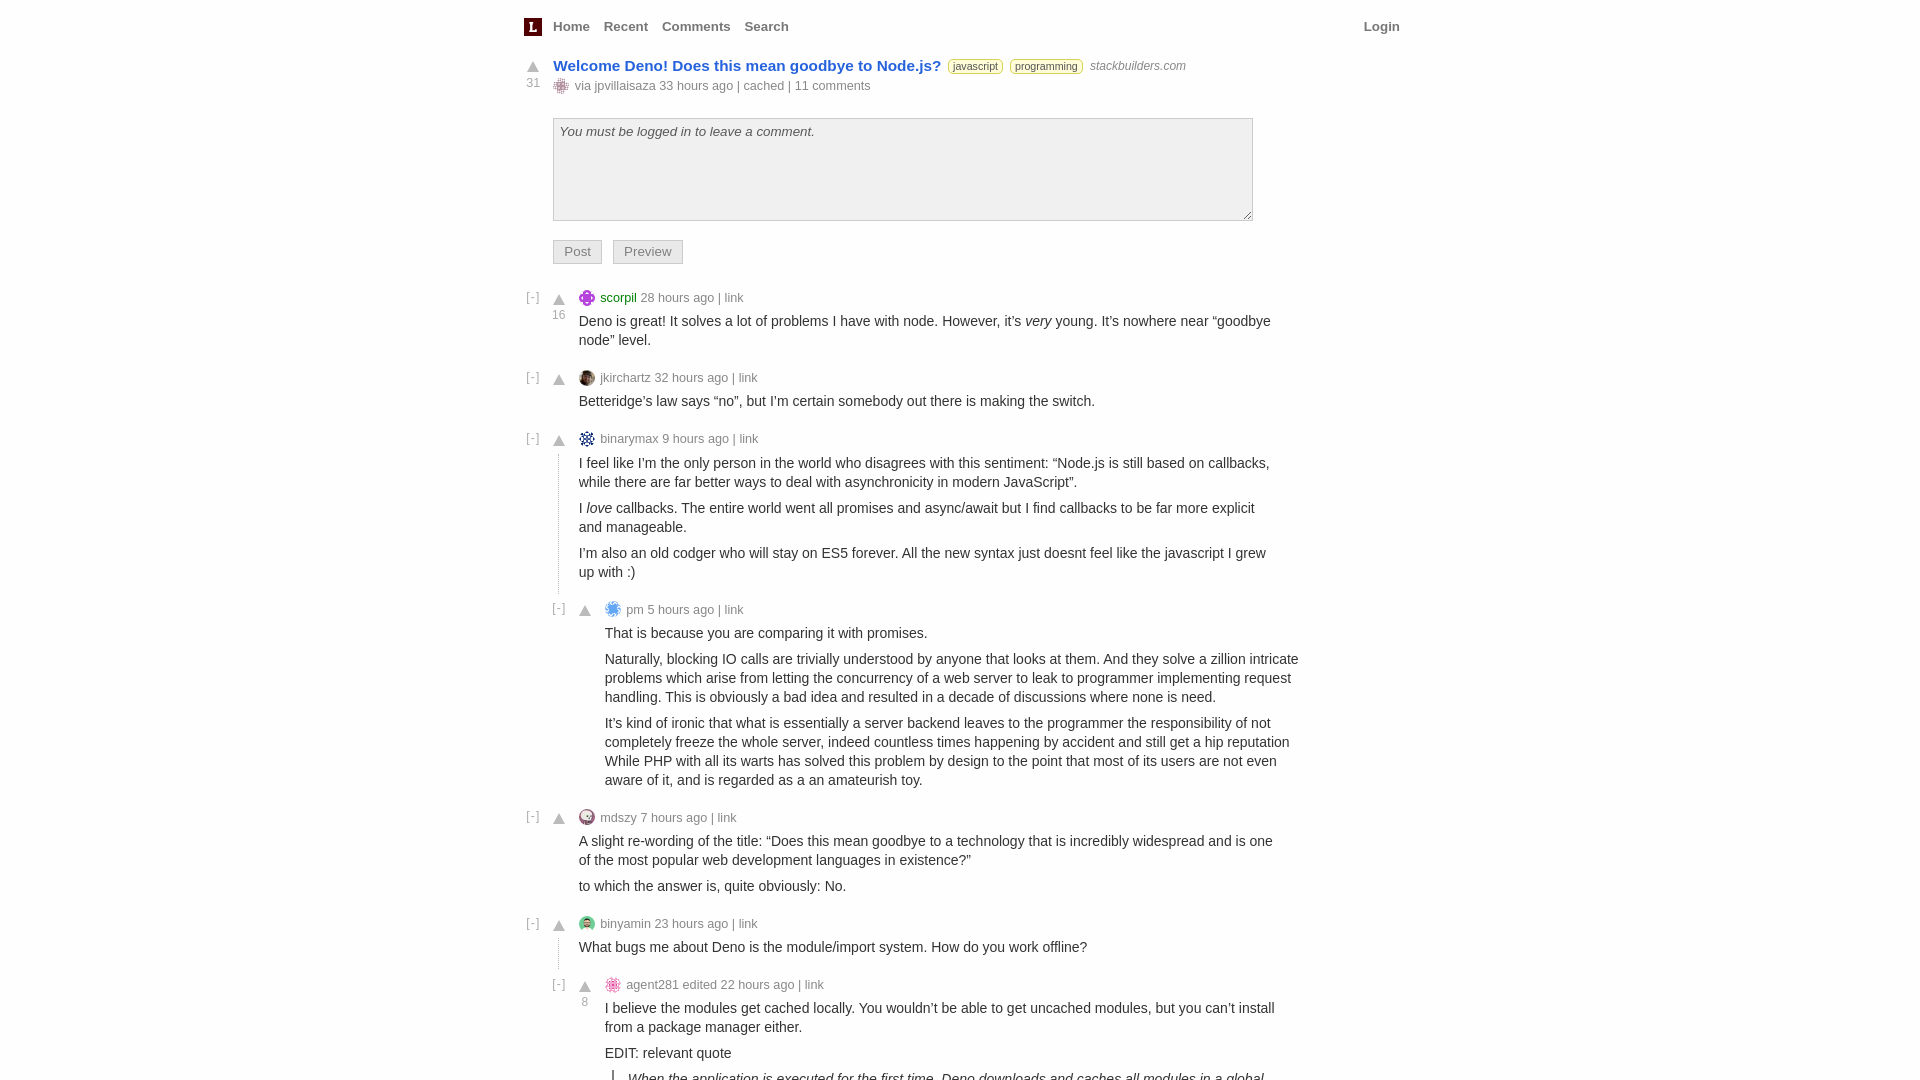 L Home Recent Comments Search Login
Welcome Deno! Does this mean goodbye to Node.js? javascript programming stackbuilders.com
31 via jpvillaisaza 33 hours ago | cached | 11 comments
You must be logged in to leave a comment.
Post Preview
[-] scorpil 28 hours ago | link
16
Deno is great! It solves a lot of problems I have with node. However, it’s very young. It’s nowhere near “goodbye
node” level.
[-] jkirchartz 32 hours ago | link
Betteridge’s law says “no”, but I’m certain somebody out there is making the switch.
[-] binarymax 9 hours ago | link
I feel like I’m the only person in the world who disagrees with this sentiment: “Node.js is still based on callbacks,
while there are far better ways to deal with asynchronicity in modern JavaScript”.
I love callbacks. The entire world went all promises and async/await but I find callbacks to be far more explicit
and manageable.
I’m also an old codger who will stay on ES5 forever. All the new syntax just doesnt feel like the javascript I grew
up with :)
[-] pm 5 hours ago | link
That is because you are comparing it with promises.
Naturally, blocking IO calls are trivially understood by anyone that looks at them. And they solve a zillion intricate
problems which arise from letting the concurrency of a web server to leak to programmer implementing request
handling. This is obviously a bad idea and resulted in a decade of discussions where none is need.
It’s kind of ironic that what is essentially a server backend leaves to the programmer the responsibility of not
completely freeze the whole server, indeed countless times happening by accident and still get a hip reputation
While PHP with all its warts has solved this problem by design to the point that most of its users are not even
aware of it, and is regarded as a an amateurish toy.
[-] mdszy 7 hours ago | link
A slight re-wording of the title: “Does this mean goodbye to a technology that is incredibly widespread and is one
of the most popular web development languages in existence?”
to which the answer is, quite obviously: No.
[-] binyamin 23 hours ago | link
What bugs me about Deno is the module/import system. How do you work offline?
[-] agent281 edited 22 hours ago | link
8
I believe the modules get cached locally. You wouldn’t be able to get uncached modules, but you can’t install
from a package manager either.
EDIT: relevant quote
When the application is executed for the first time, Deno downloads and caches all modules in a global